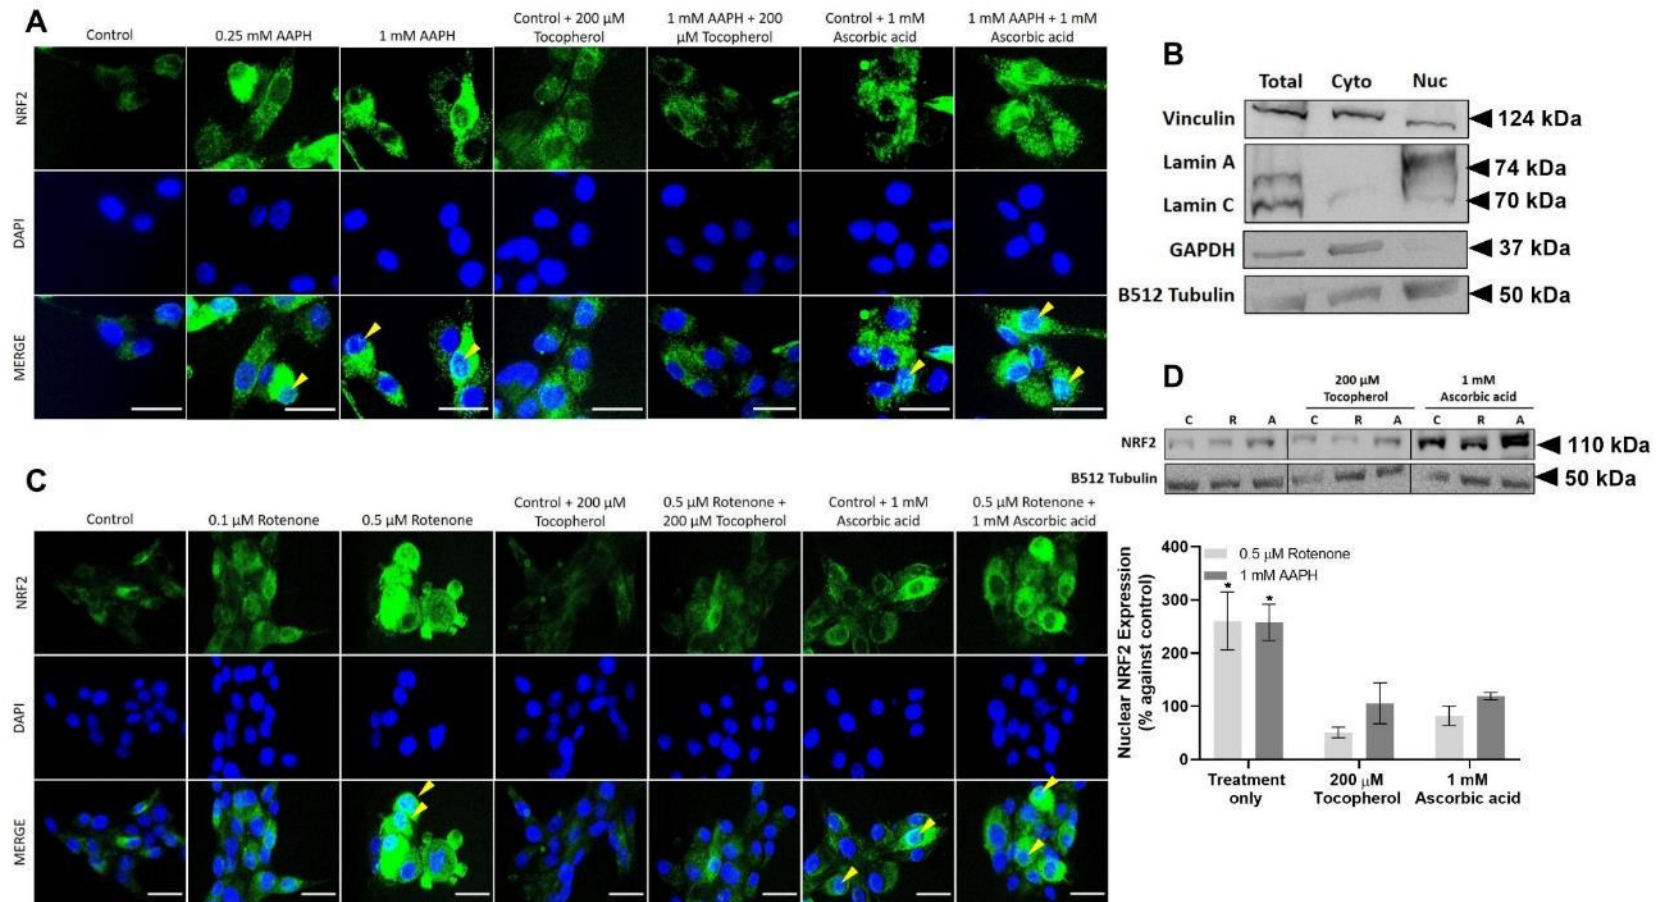 A
Control
0.25 mM AAPH
1 mM AAPH
Control + 200 µM
Tocopherol
1 mM AAPH + 200
µM Tocopherol
Control + 1 mM
Ascorbic acid
1 mM AAPH + 1 mM
Ascorbic acid
NRF2
DAPI
MERGE
B
Total Cyto Nuc
Vinculin 124 kDa
Lamin A 74 kDa
Lamin C 70 kDa
GAPDH 37 kDa
B512 Tubulin 50 kDa
C
Control
0.1 µM Rotenone
0.5 µM Rotenone
Control + 200 µM
Tocopherol
0.5 µM Rotenone +
200 µM Tocopherol
Control + 1 mM
Ascorbic acid
0.5 µM Rotenone +
1 mM Ascorbic acid
NRF2
DAPI
MERGE
D
200 µM
Tocopherol
1 mM
Ascorbic acid
C R A C R A C R A
NRF2 110 kDa
B512 Tubulin 50 kDa
Nuclear NRF2 Expression
(% against control)
400
300
200
100
0
0.5 µM Rotenone
1 mM AAPH
* *
Treatment
only
200 µM
Tocopherol
1 mM
Ascorbic acid